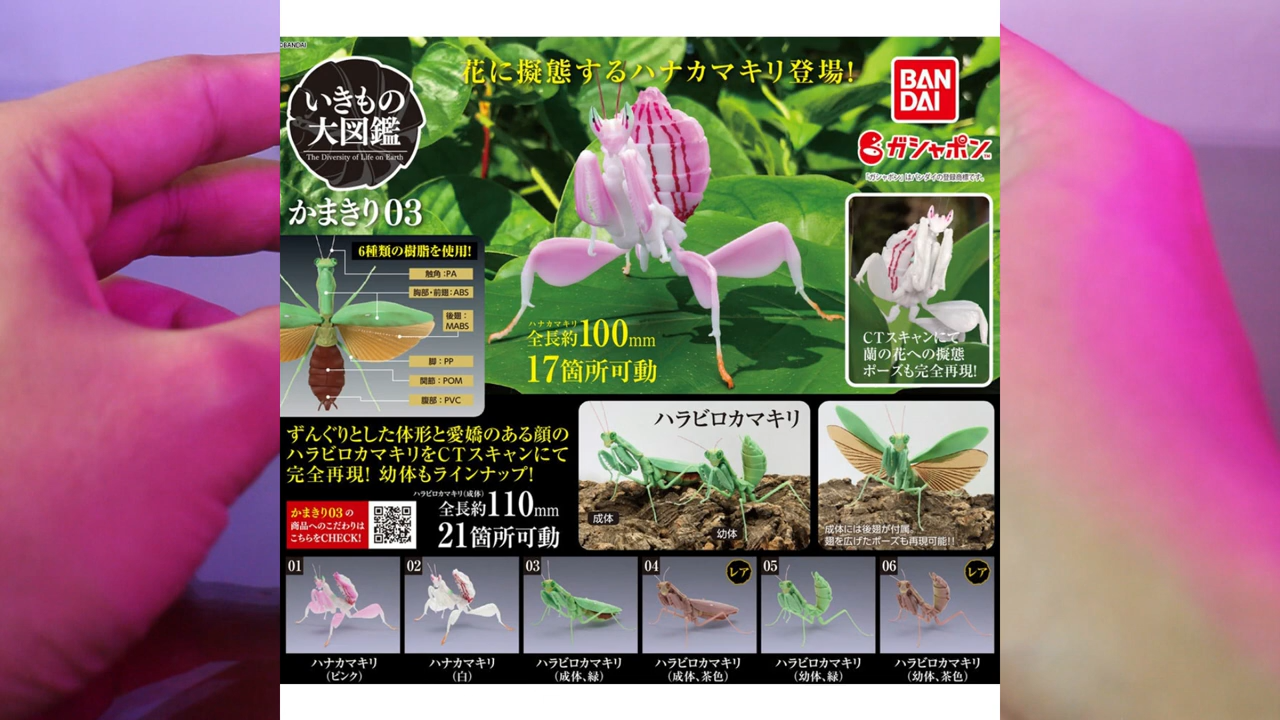 ©BANDAI
花に擬態するハナカマキリ登場!
いきもの
大図鑑
The Diversity of Life on Earth
かまきり03
BAN
DAI
ガシャポン™
「ガシャポン」はバンダイの登録商標です。
6種類の樹脂を使用!
触角:PA
胸部・前翅:ABS
後翅:
MABS
脚:PP
関節:POM
腹部:PVC
ハナカマキリ
全長約100mm
17箇所可動
CTスキャンにて
蘭の花への擬態
ポーズも完全再現!
ずんぐりとした体形と愛嬌のある顔の
ハラビロカマキリをCTスキャンにて
完全再現! 幼体もラインナップ!
ハラビロカマキリ(成体)
全長約110mm
21箇所可動
かまきり03の
商品へのこだわりは
こちらをCHECK!
ハラビロカマキリ
成体
幼体
成体には後翅が付属。
翅を広げたポーズも再現可能!!
01
ハナカマキリ
(ピンク)
02
ハナカマキリ
(白)
03
ハラビロカマキリ
(成体、緑)
04
レア
ハラビロカマキリ
(成体、茶色)
05
ハラビロカマキリ
(幼体、緑)
06
レア
ハラビロカマキリ
(幼体、茶色)